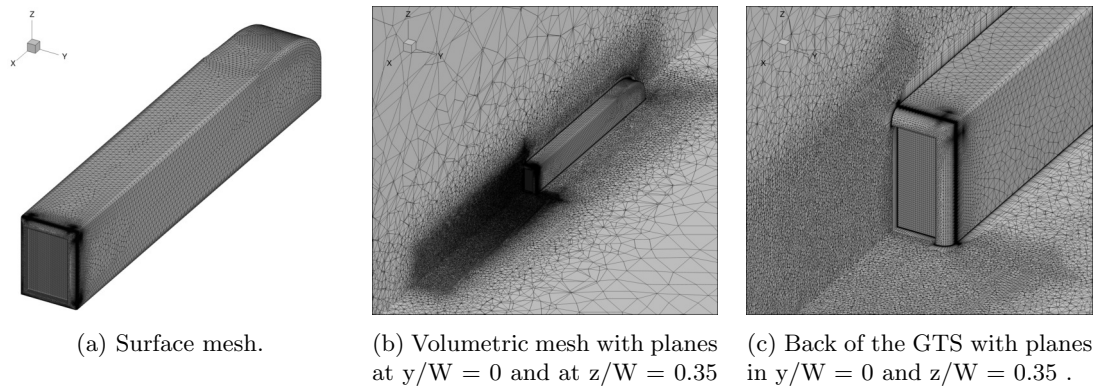 Z
Y
X
Z
Y
X
Z
Y
X
(a) Surface mesh.
(b) Volumetric mesh with planes
at y/W = 0 and at z/W = 0.35
(c) Back of the GTS with planes
in y/W = 0 and z/W = 0.35 .